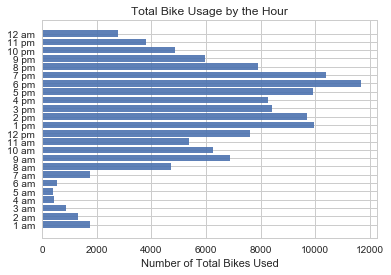 Total Bike Usage by the Hour
12 am
11 pm
10 pm
9 pm
8 pm
7 pm
6 pm
5 pm
4 pm
3 pm
2 pm
1 pm
12 pm
11 am
10 am
9 am
8 am
7 am
6 am
5 am
4 am
3 am
2 am
1 am
0 2000 4000 6000 8000 10000 12000
Number of Total Bikes Used